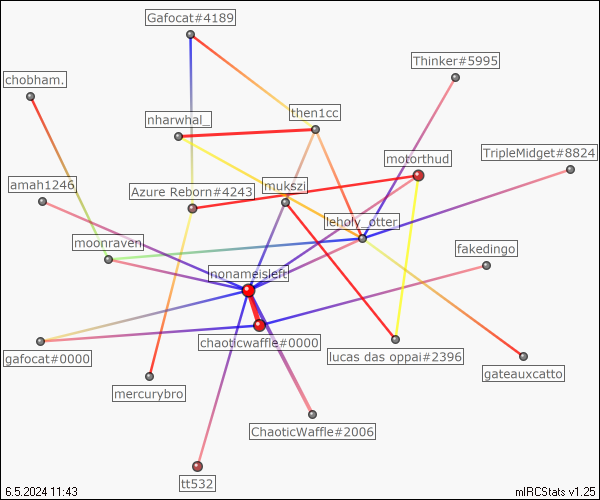 Gafocat#4189
Thinker#5995
chobham.
then1cc
nharwhal_
motorthud
TripleMidget#8824
amah1246
mukszi
Azure Reborn#4243
leholy_otter
moonraven
fakedingo
nonameisleft
chaoticwaffle#0000
gafocat#0000
lucas das oppai#2396
gateauxcatto
mercurybro
ChaoticWaffle#2006
tt532
6.5.2024 11:43
mIRCStats v1.25